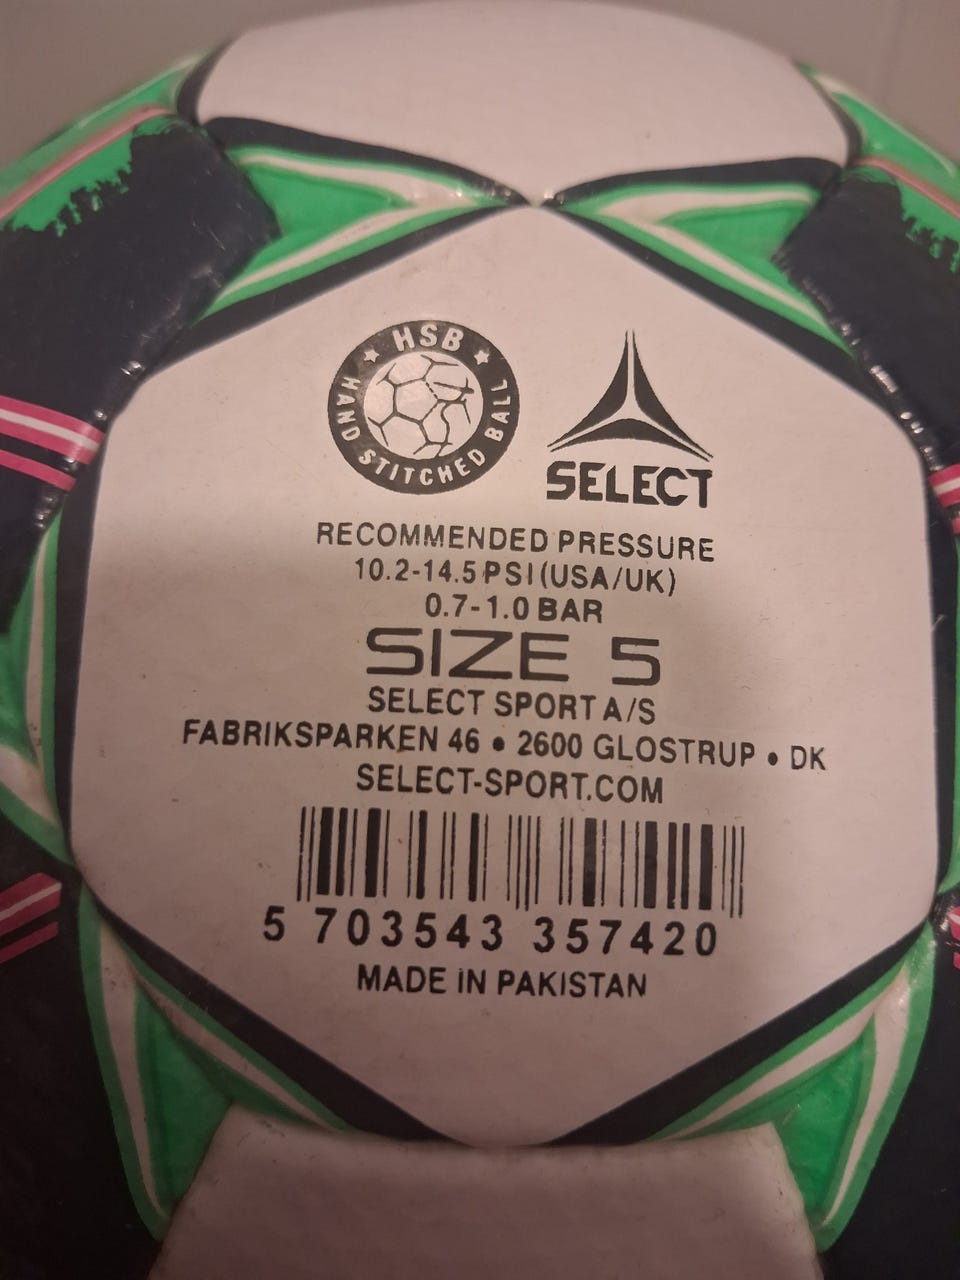 HSB
HAND STITCHED BALL
SELECT
RECOMMENDED PRESSURE
10.2-14.5 PSI (USA/UK)
0.7-1.0 BAR
SIZE 5
SELECT SPORT A/S
FABRIKSPARKEN 46 • 2600 GLOSTRUP • DK
SELECT-SPORT.COM
5 703543 357420
MADE iN PAKISTAN